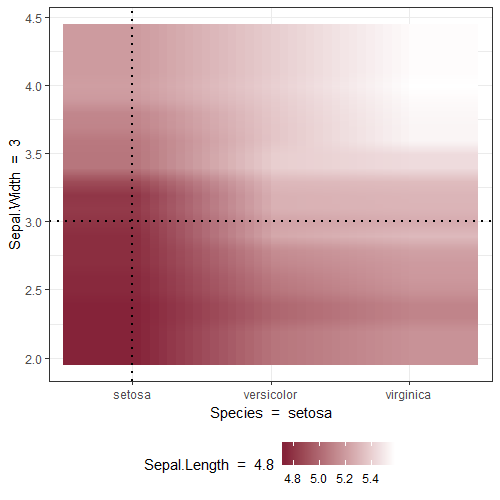 4.5
4.0
3.5
3.0
2.5
2.0
Sepal.Width = 3
setosa versicolor virginica
Species = setosa
Sepal.Length = 4.8
4.8 5.0 5.2 5.4